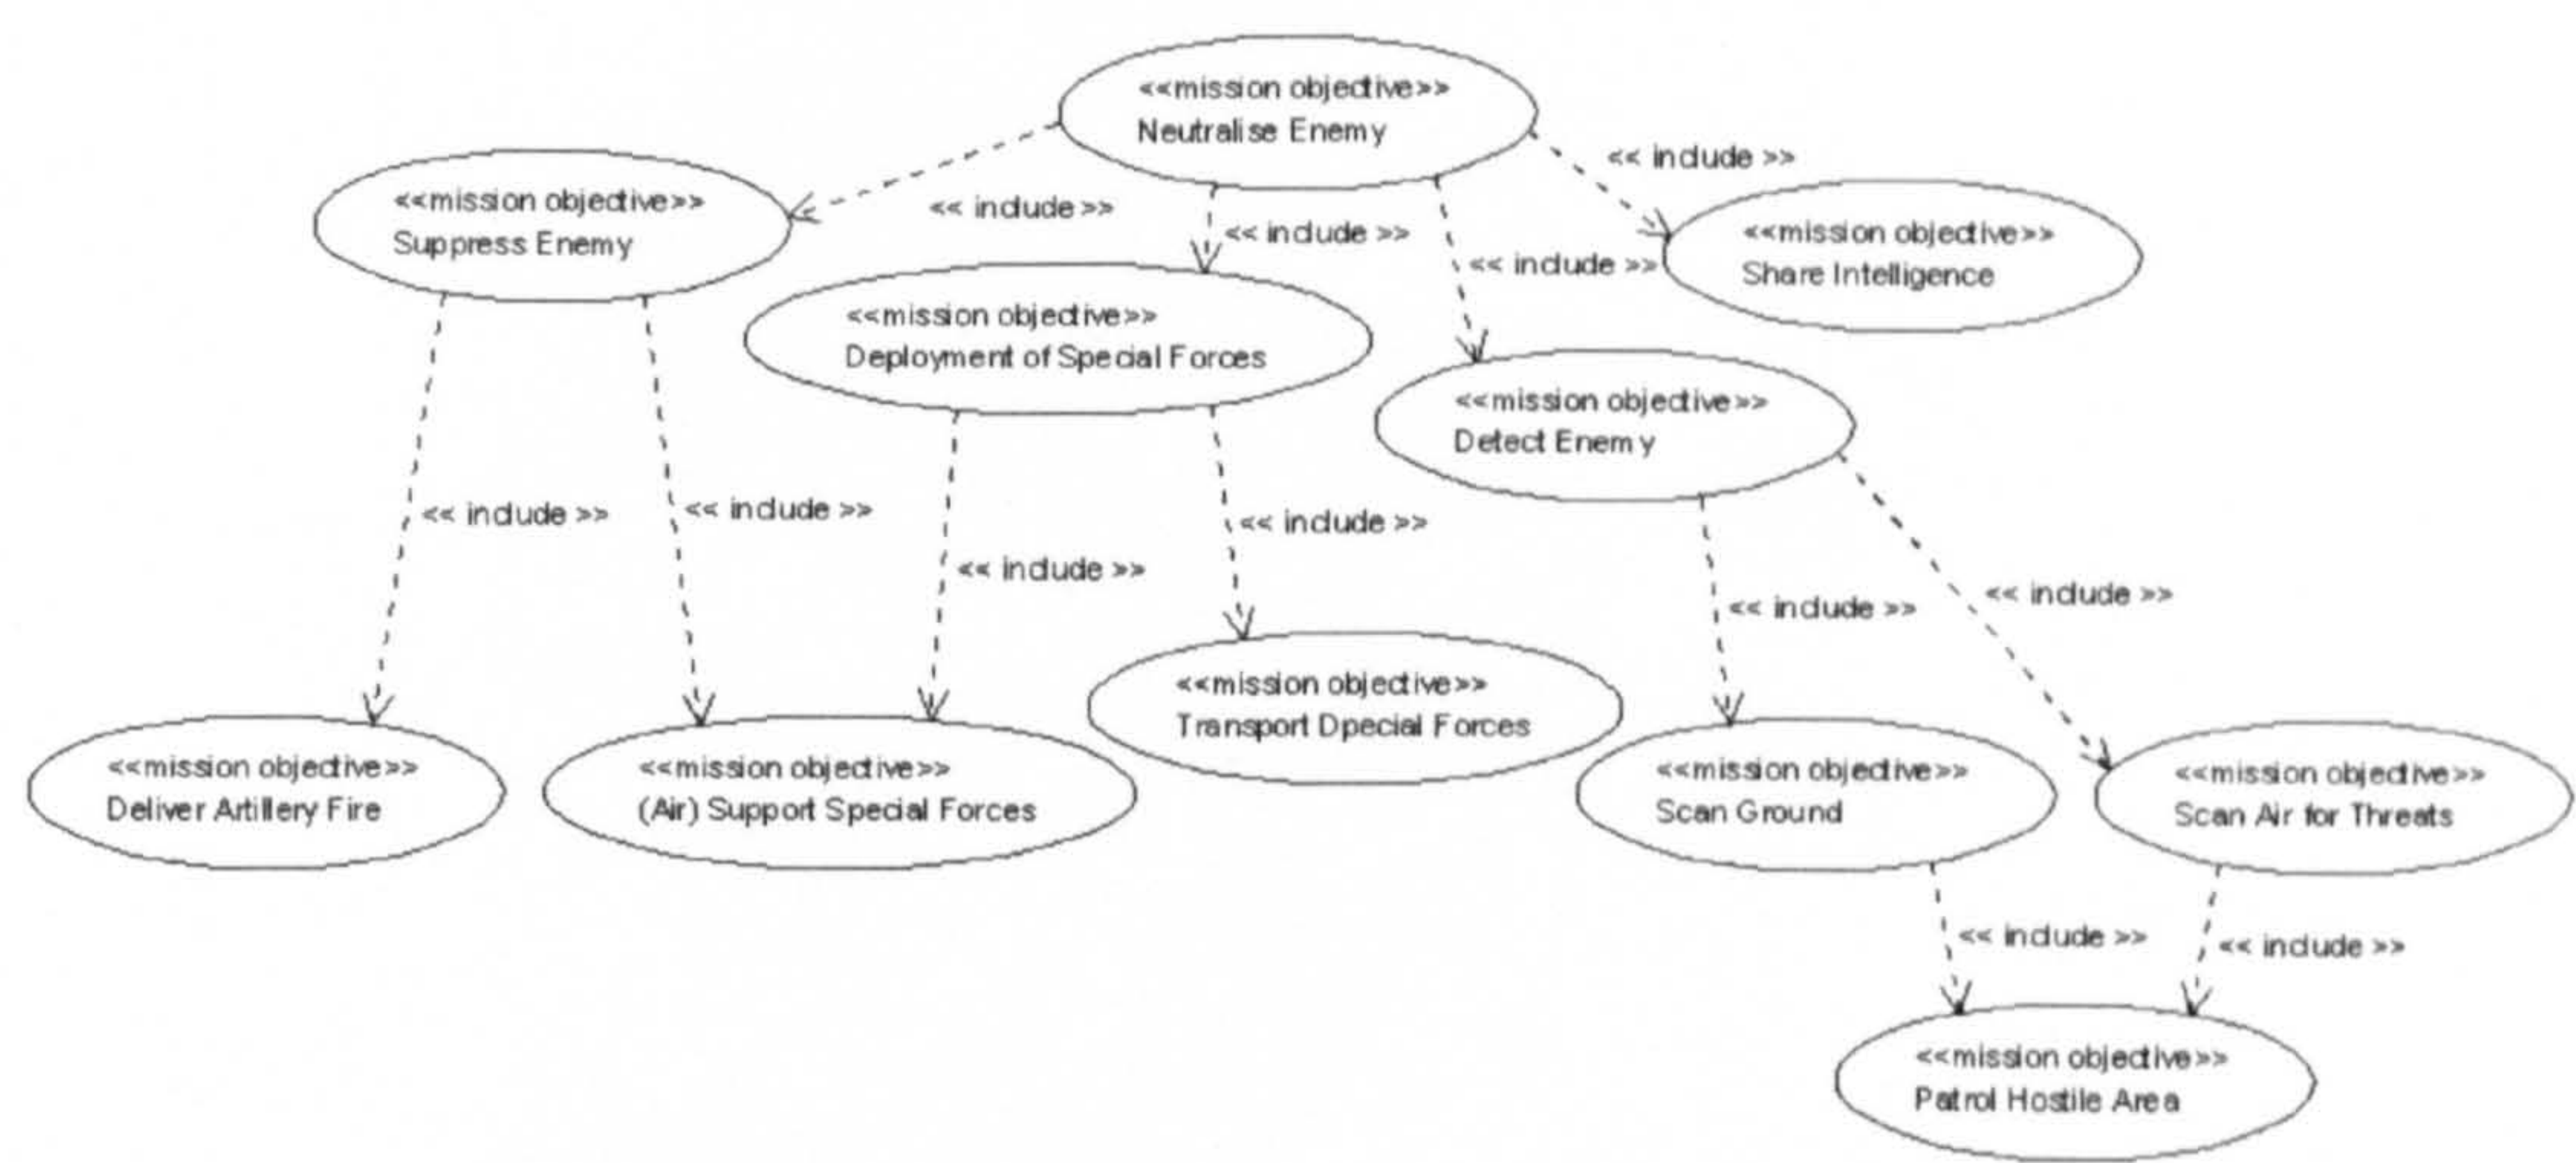 <<mission objective>>
Neutralise Enemy
<< include >>
<<mission objective>>
Suppress Enemy
<< include >>
<< include >>
<<mission objective>>
Share Intelligence
<< include >>
<<mission objective>>
Deployment of Special Forces
<<mission objective>>
Detect Enemy
<< include >>
<< include >>
<< include >>
<< include >>
<< include >>
<< include >>
<<mission objective>>
Transport Dpecial Forces
<<mission objective>>
Deliver Artillery Fire
<<mission objective>>
(Air) Support Special Forces
<<mission objective>>
Scan Ground
<<mission objective>>
Scan Air for Threats
<< include >>
<< include >>
<<mission objective>>
Patrol Hostile Area